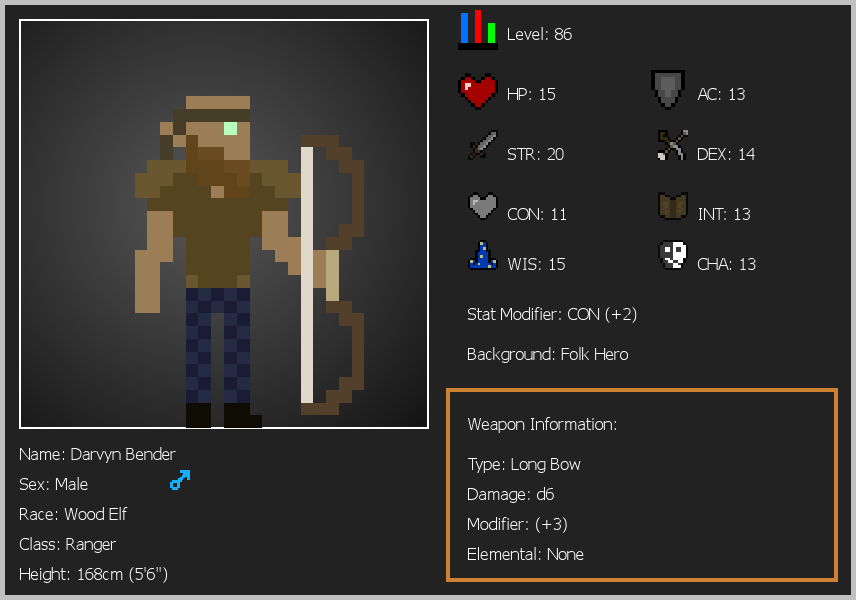 Level: 86
HP: 15
AC: 13
STR: 20
DEX: 14
CON: 11
INT: 13
WIS: 15
CHA: 13
Stat Modifier: CON (+2)
Background: Folk Hero
Weapon Information:
Type: Long Bow
Damage: d6
Modifier: (+3)
Elemental: None
Name: Darvyn Bender
Sex: Male
Race: Wood Elf
Class: Ranger
Height: 168cm (5'6")